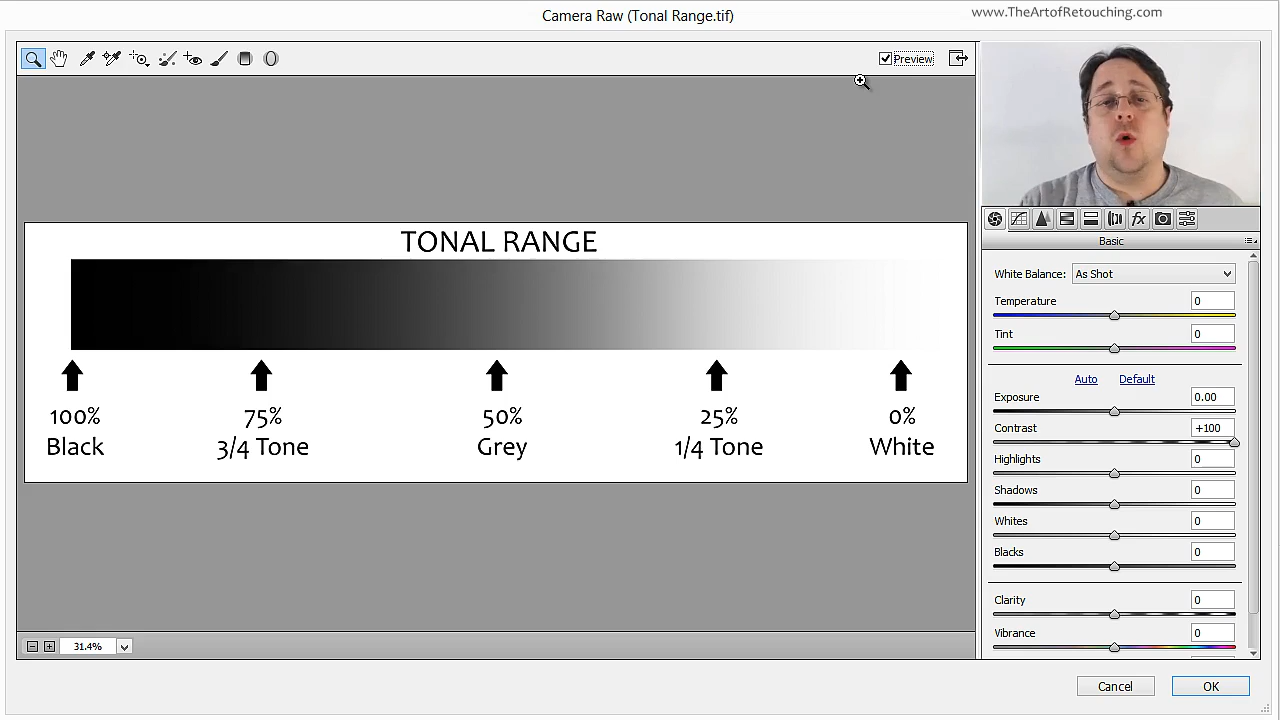 Camera Raw (Tonal Range.tif)
www.TheArtofRetouching.com
Preview
TONAL RANGE
100%
Black
75%
3/4 Tone
50%
Grey
25%
1/4 Tone
0%
White
31.4%
fx
Basic
White Balance: As Shot
Temperature 0
Tint 0
Auto Default
Exposure 0.00
Contrast +100
Highlights 0
Shadows 0
Whites 0
Blacks 0
Clarity 0
Vibrance 0
Cancel OK